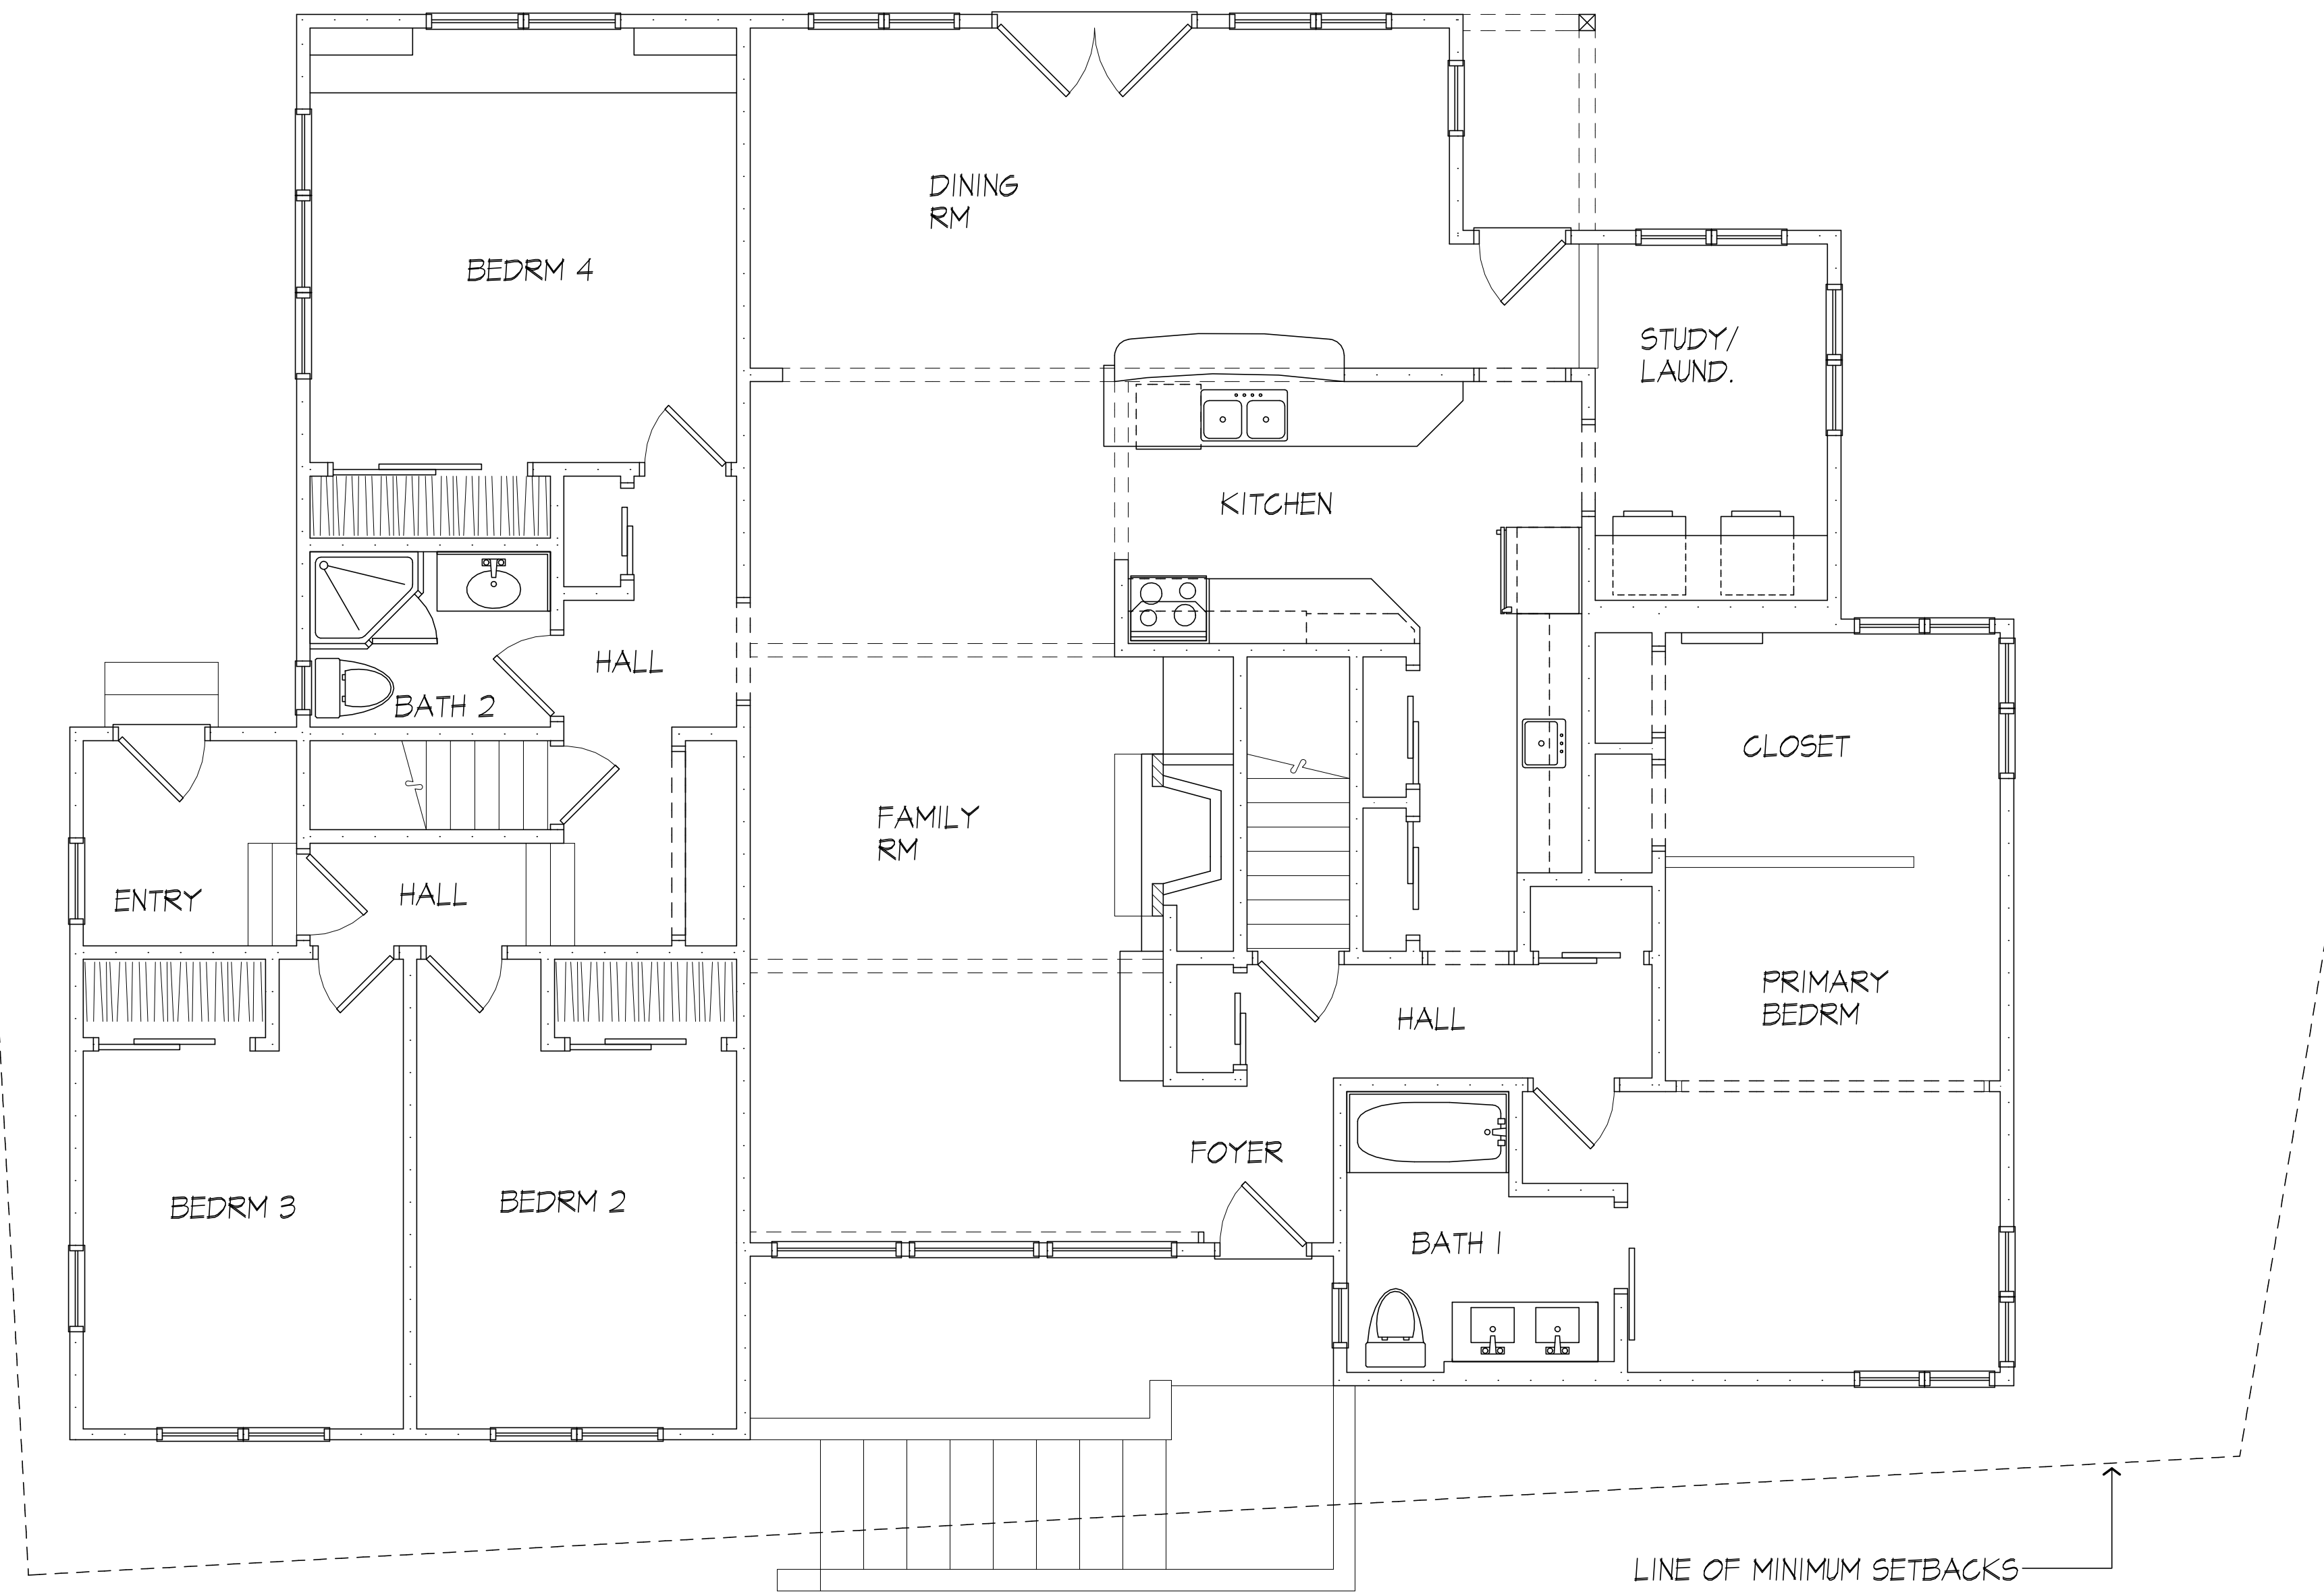 DINING
RM
BEDRM 4
STUDY/
LAUND.
KITCHEN
HALL
BATH 2
CLOSET
FAMILY
RM
ENTRY
HALL
PRIMARY
BEDRM
HALL
FOYER
BEDRM 3
BEDRM 2
BATH 1
LINE OF MINIMUM SETBACKS